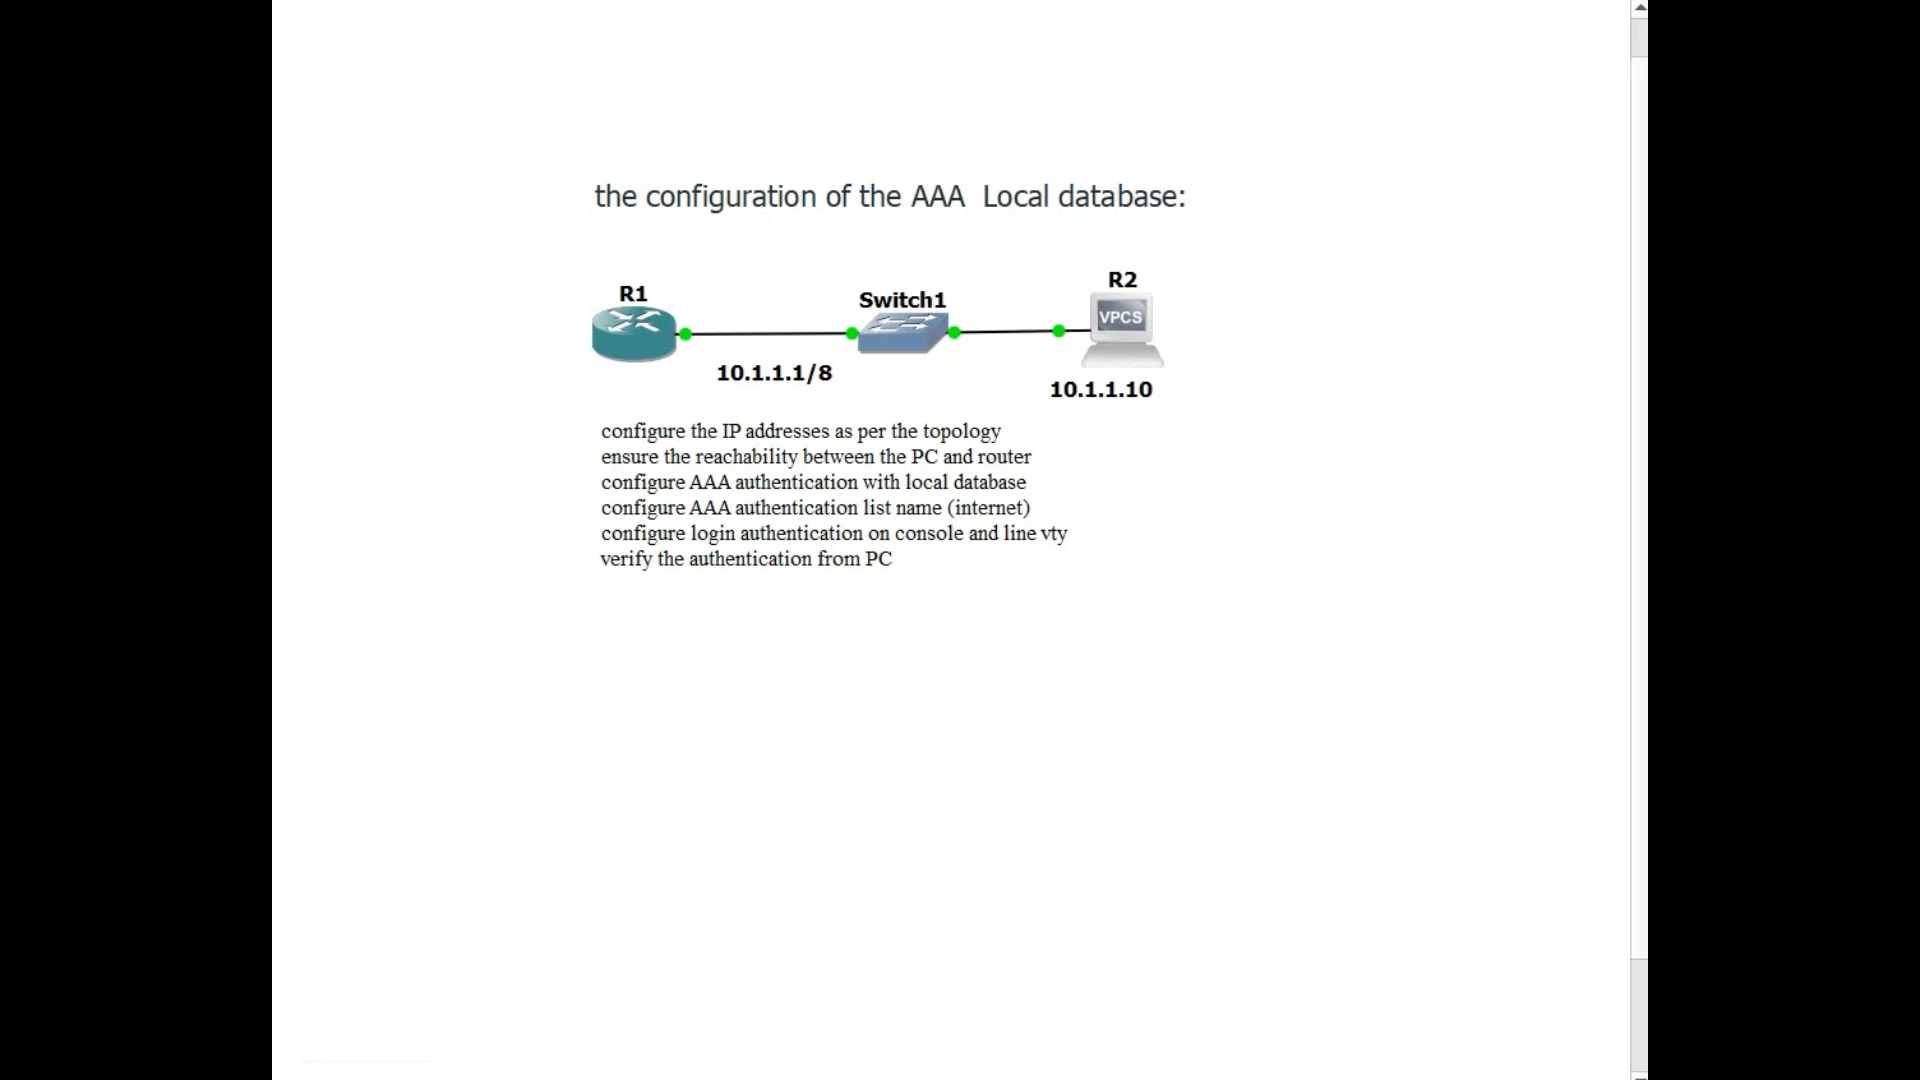 the configuration of the AAA  Local database:
R1
Switch1
R2
VPCS
10.1.1.1/8
10.1.1.10
configure the IP addresses as per the topology
ensure the reachability between the PC and router
configure AAA authentication with local database
configure AAA authentication list name (internet)
configure login authentication on console and line vty
verify the authentication from PC